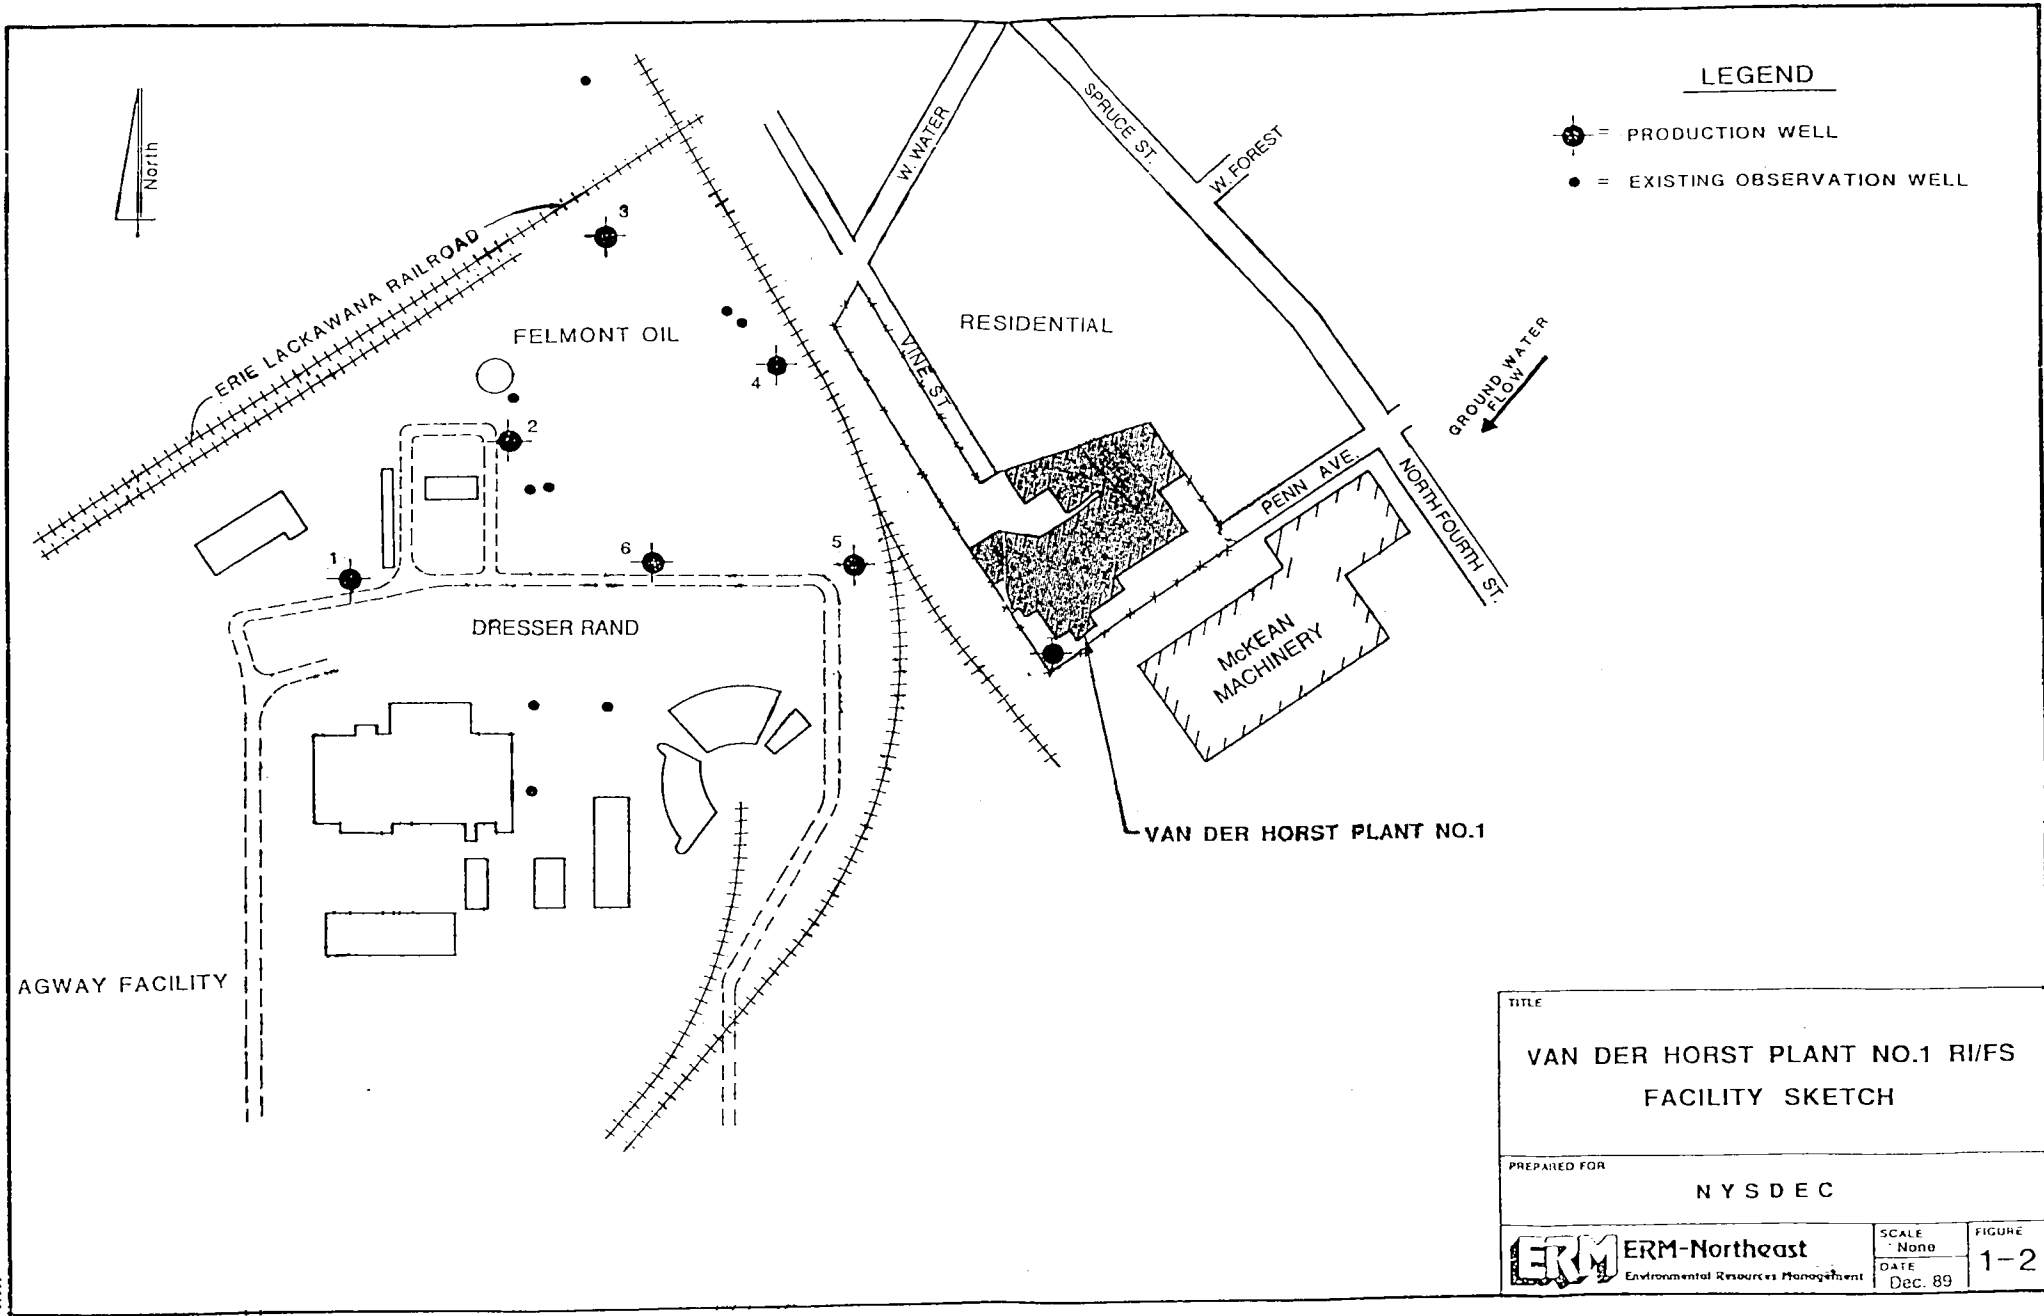 LEGEND
= PRODUCTION WELL
= EXISTING OBSERVATION WELL
North
ERIE LACKAWANA RAILROAD
W. WATER
SPRUCE ST.
W. FOREST
3
FELMONT OIL
4
RESIDENTIAL
VINE ST.
GROUND WATER
FLOW
2
PENN AVE.
NORTH FOURTH ST.
1
6
5
DRESSER RAND
McKEAN
MACHINERY
VAN DER HORST PLANT NO.1
AGWAY FACILITY
TITLE
VAN DER HORST PLANT NO.1 RI/FS
FACILITY SKETCH
PREPARED FOR
NYSDEC
ERM
ERM-Northeast
Environmental Resources Management
SCALE
None
DATE
Dec. 89
FIGURE
1-2